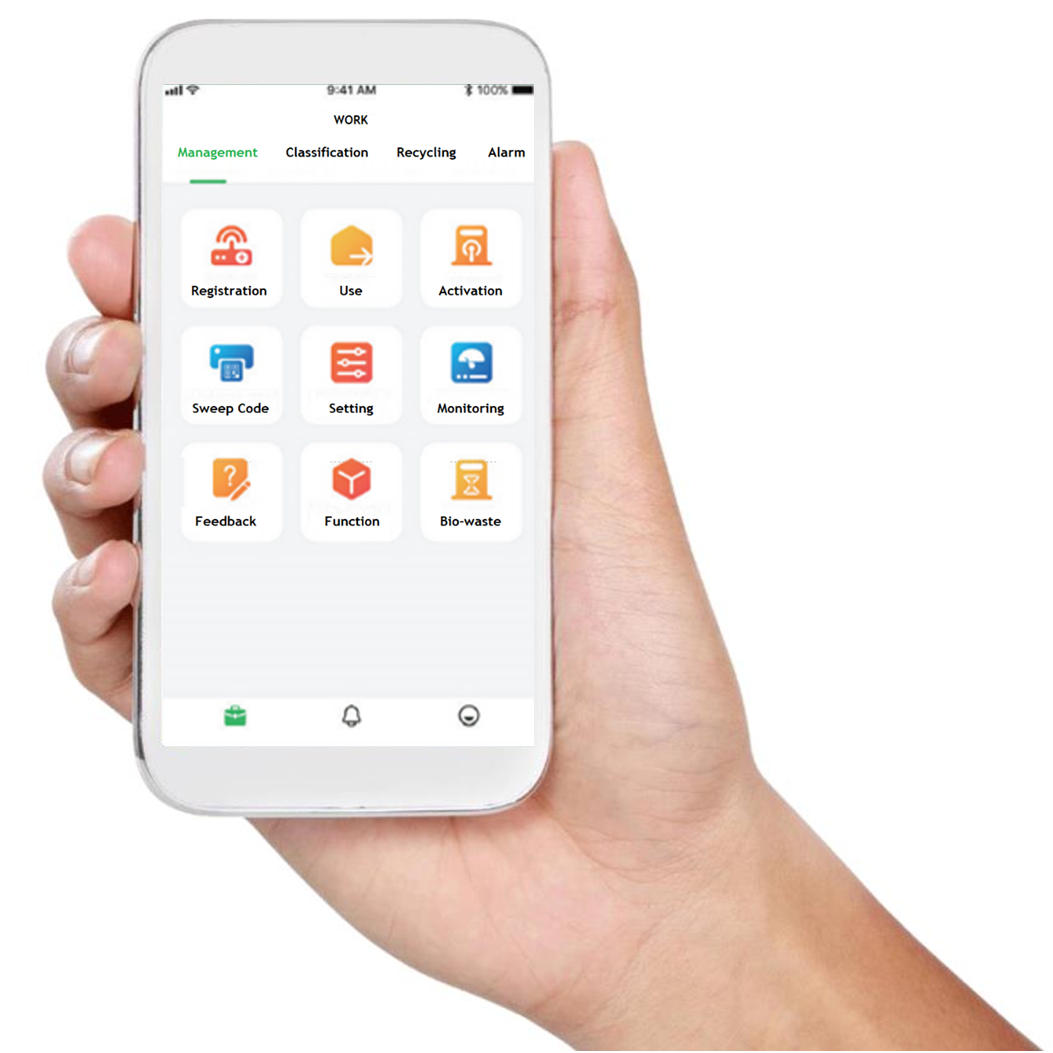 9:41 AM
100%
WORK
Management Classification Recycling Alarm
Registration Use Activation
Sweep Code Setting Monitoring
Feedback Function Bio-waste